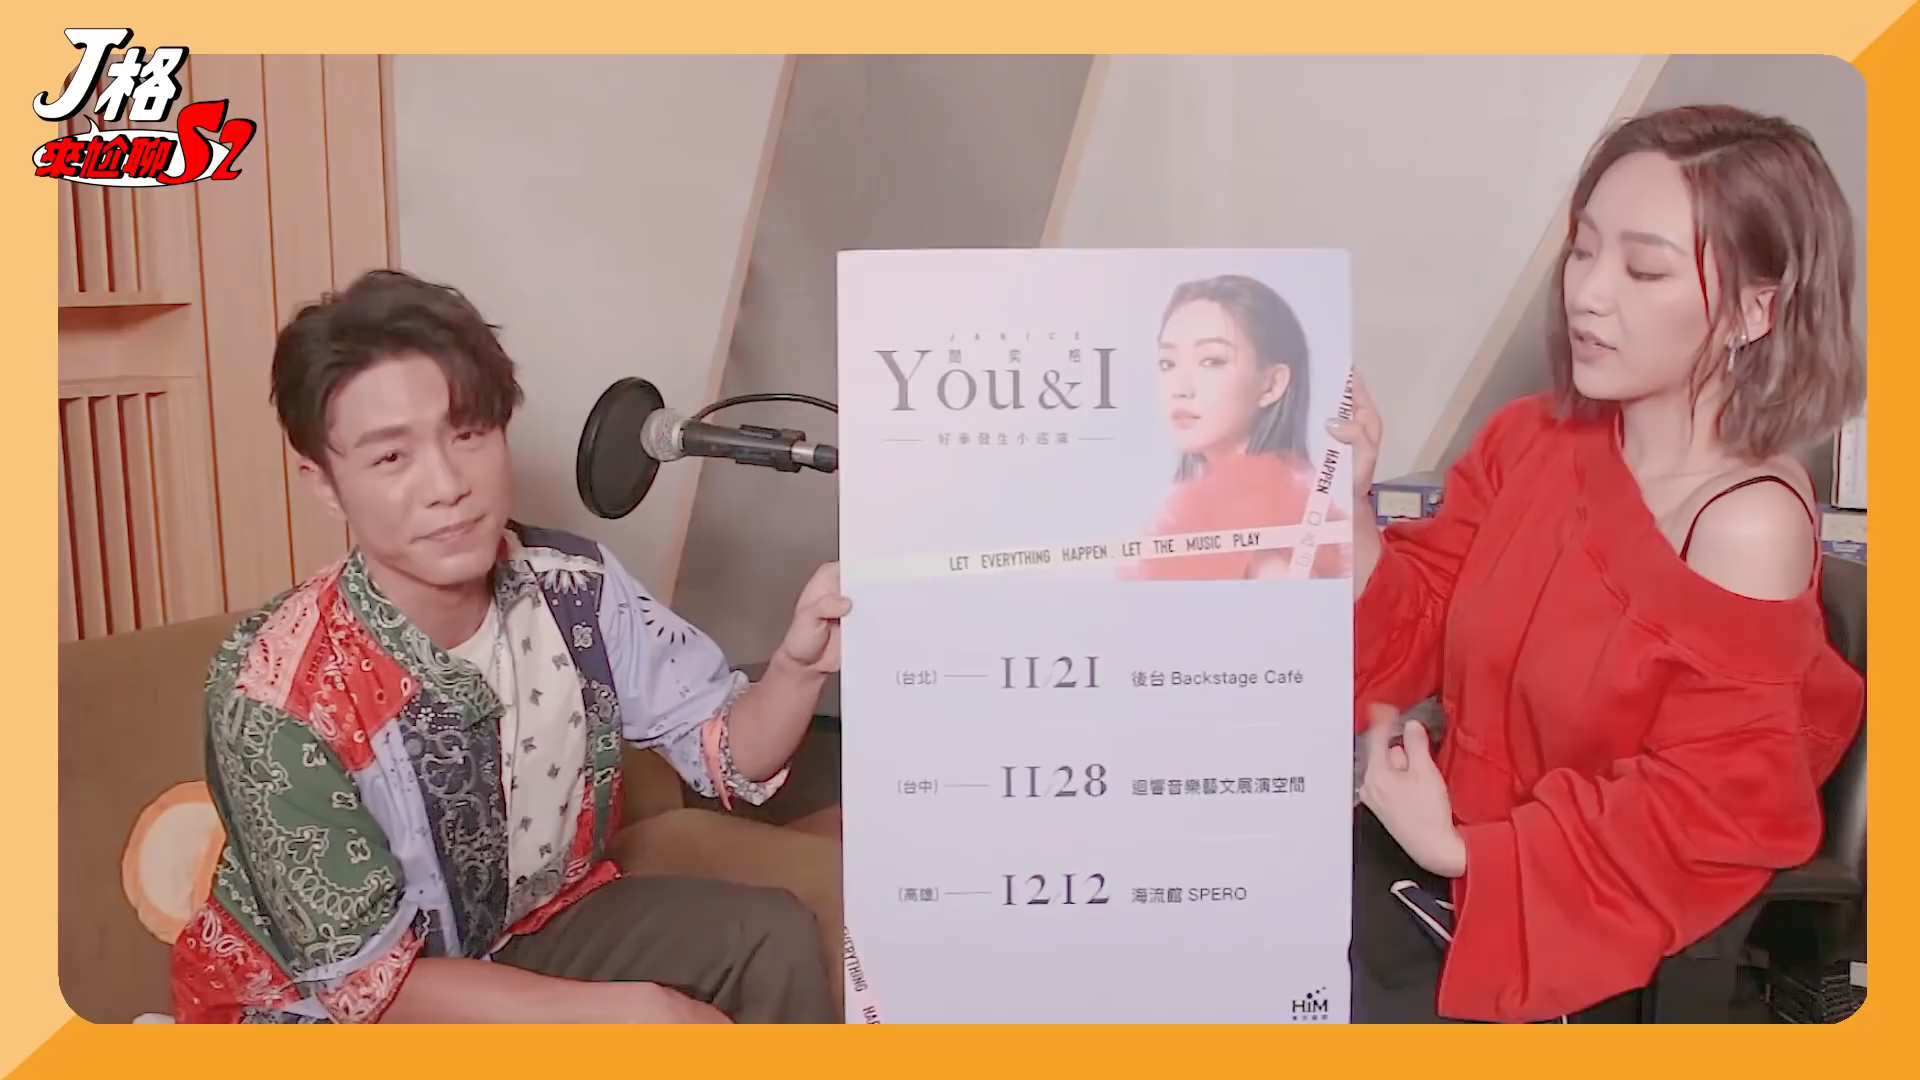 J格
來尬聊 S2
JANICE
閻奕格
You & I
好事發生小巡演
LET EVERYTHING HAPPEN. LET THE MUSIC PLAY
HAPPEN
(台北) 11/21 後台 Backstage Café
(台中) 11/28 迴響音樂藝文展演空間
(高雄) 12/12 海流館 SPERO
HIM